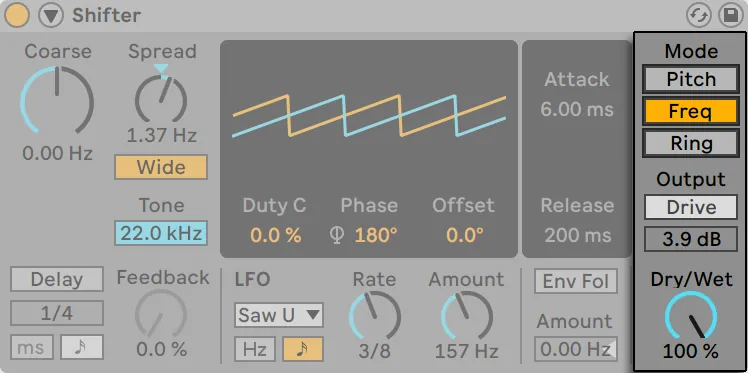 Shifter
Coarse
0.00 Hz
Spread
1.37 Hz
Wide
Tone
22.0 kHz
Duty C
0.0 %
Phase
180°
Offset
0.0°
Attack
6.00 ms
Release
200 ms
Mode
Pitch
Freq
Ring
Output
Drive
3.9 dB
Dry/Wet
100 %
Delay
1/4
ms
Feedback
0.0 %
LFO
Saw U
Hz
Rate
3/8
Amount
157 Hz
Env Fol
Amount
0.00 Hz